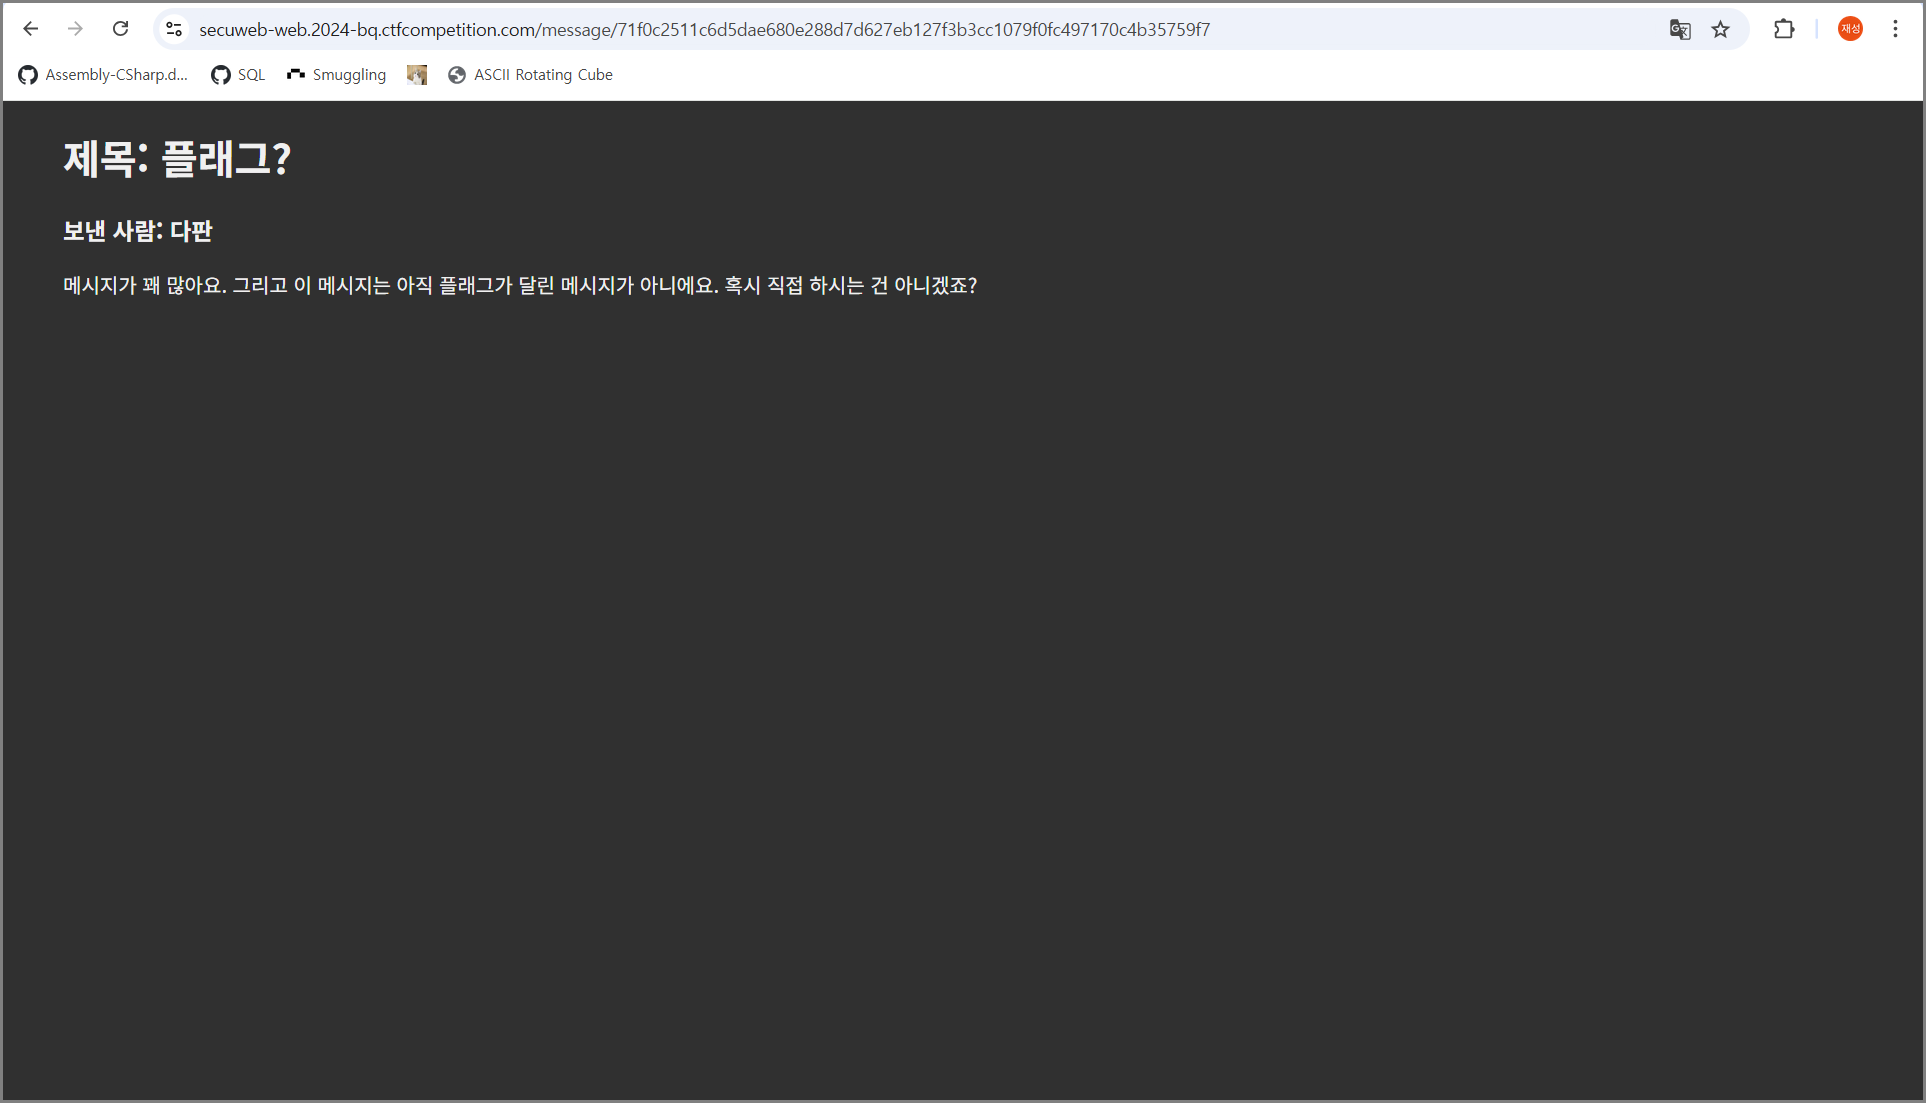 secuweb-web.2024-bq.ctfcompetition.com/message/71f0c2511c6d5dae680e288d7d627eb127f3b3cc1079f0fc497170c4b35759f7
재성
Assembly-CSharp.d... SQL Smuggling ASCII Rotating Cube
제목: 플래그?
보낸 사람: 다판
메시지가 꽤 많아요. 그리고 이 메시지는 아직 플래그가 달린 메시지가 아니에요. 혹시 직접 하시는 건 아니겠죠?